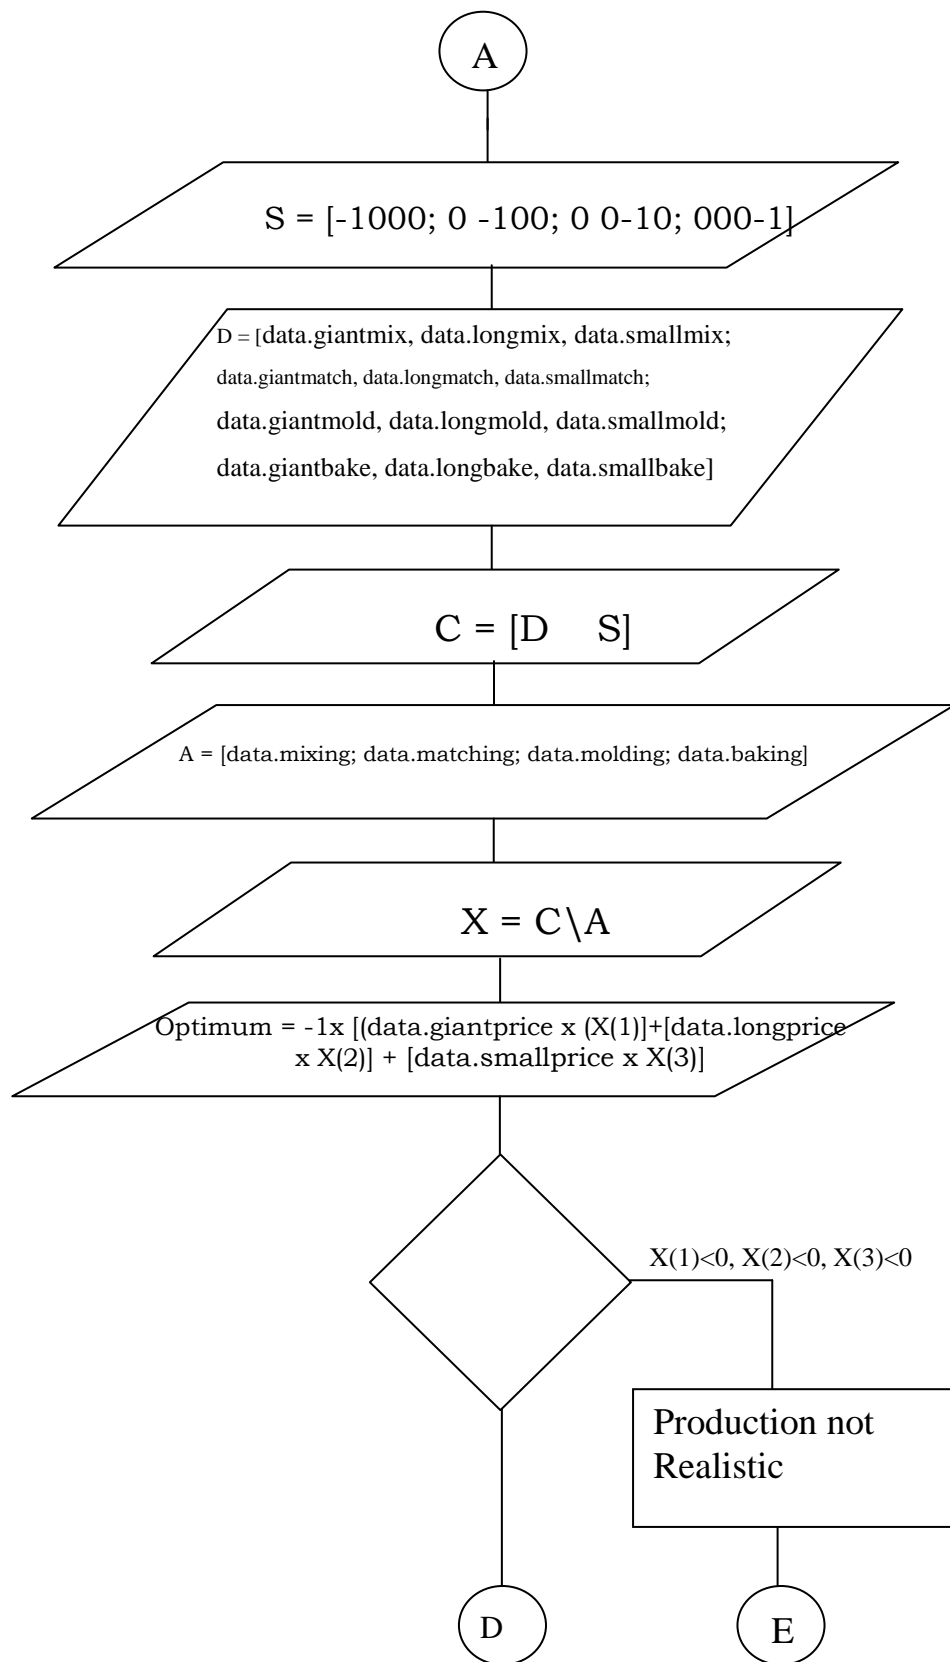 A
S = [-1000; 0 -100; 0 0-10; 000-1]
D = [data.giantmix, data.longmix, data.smallmix;
data.giantmatch, data.longmatch, data.smallmatch;
data.giantmold, data.longmold, data.smallmold;
data.giantbake, data.longbake, data.smallbake]
C = [D S]
A = [data.mixing; data.matching; data.molding; data.baking]
X = C\A
Optimum = -1x [(data.giantprice x (X(1)]+[data.longprice
x X(2)] + [data.smallprice x X(3)]
X(1)<0, X(2)<0, X(3)<0
Production not
Realistic
D
E